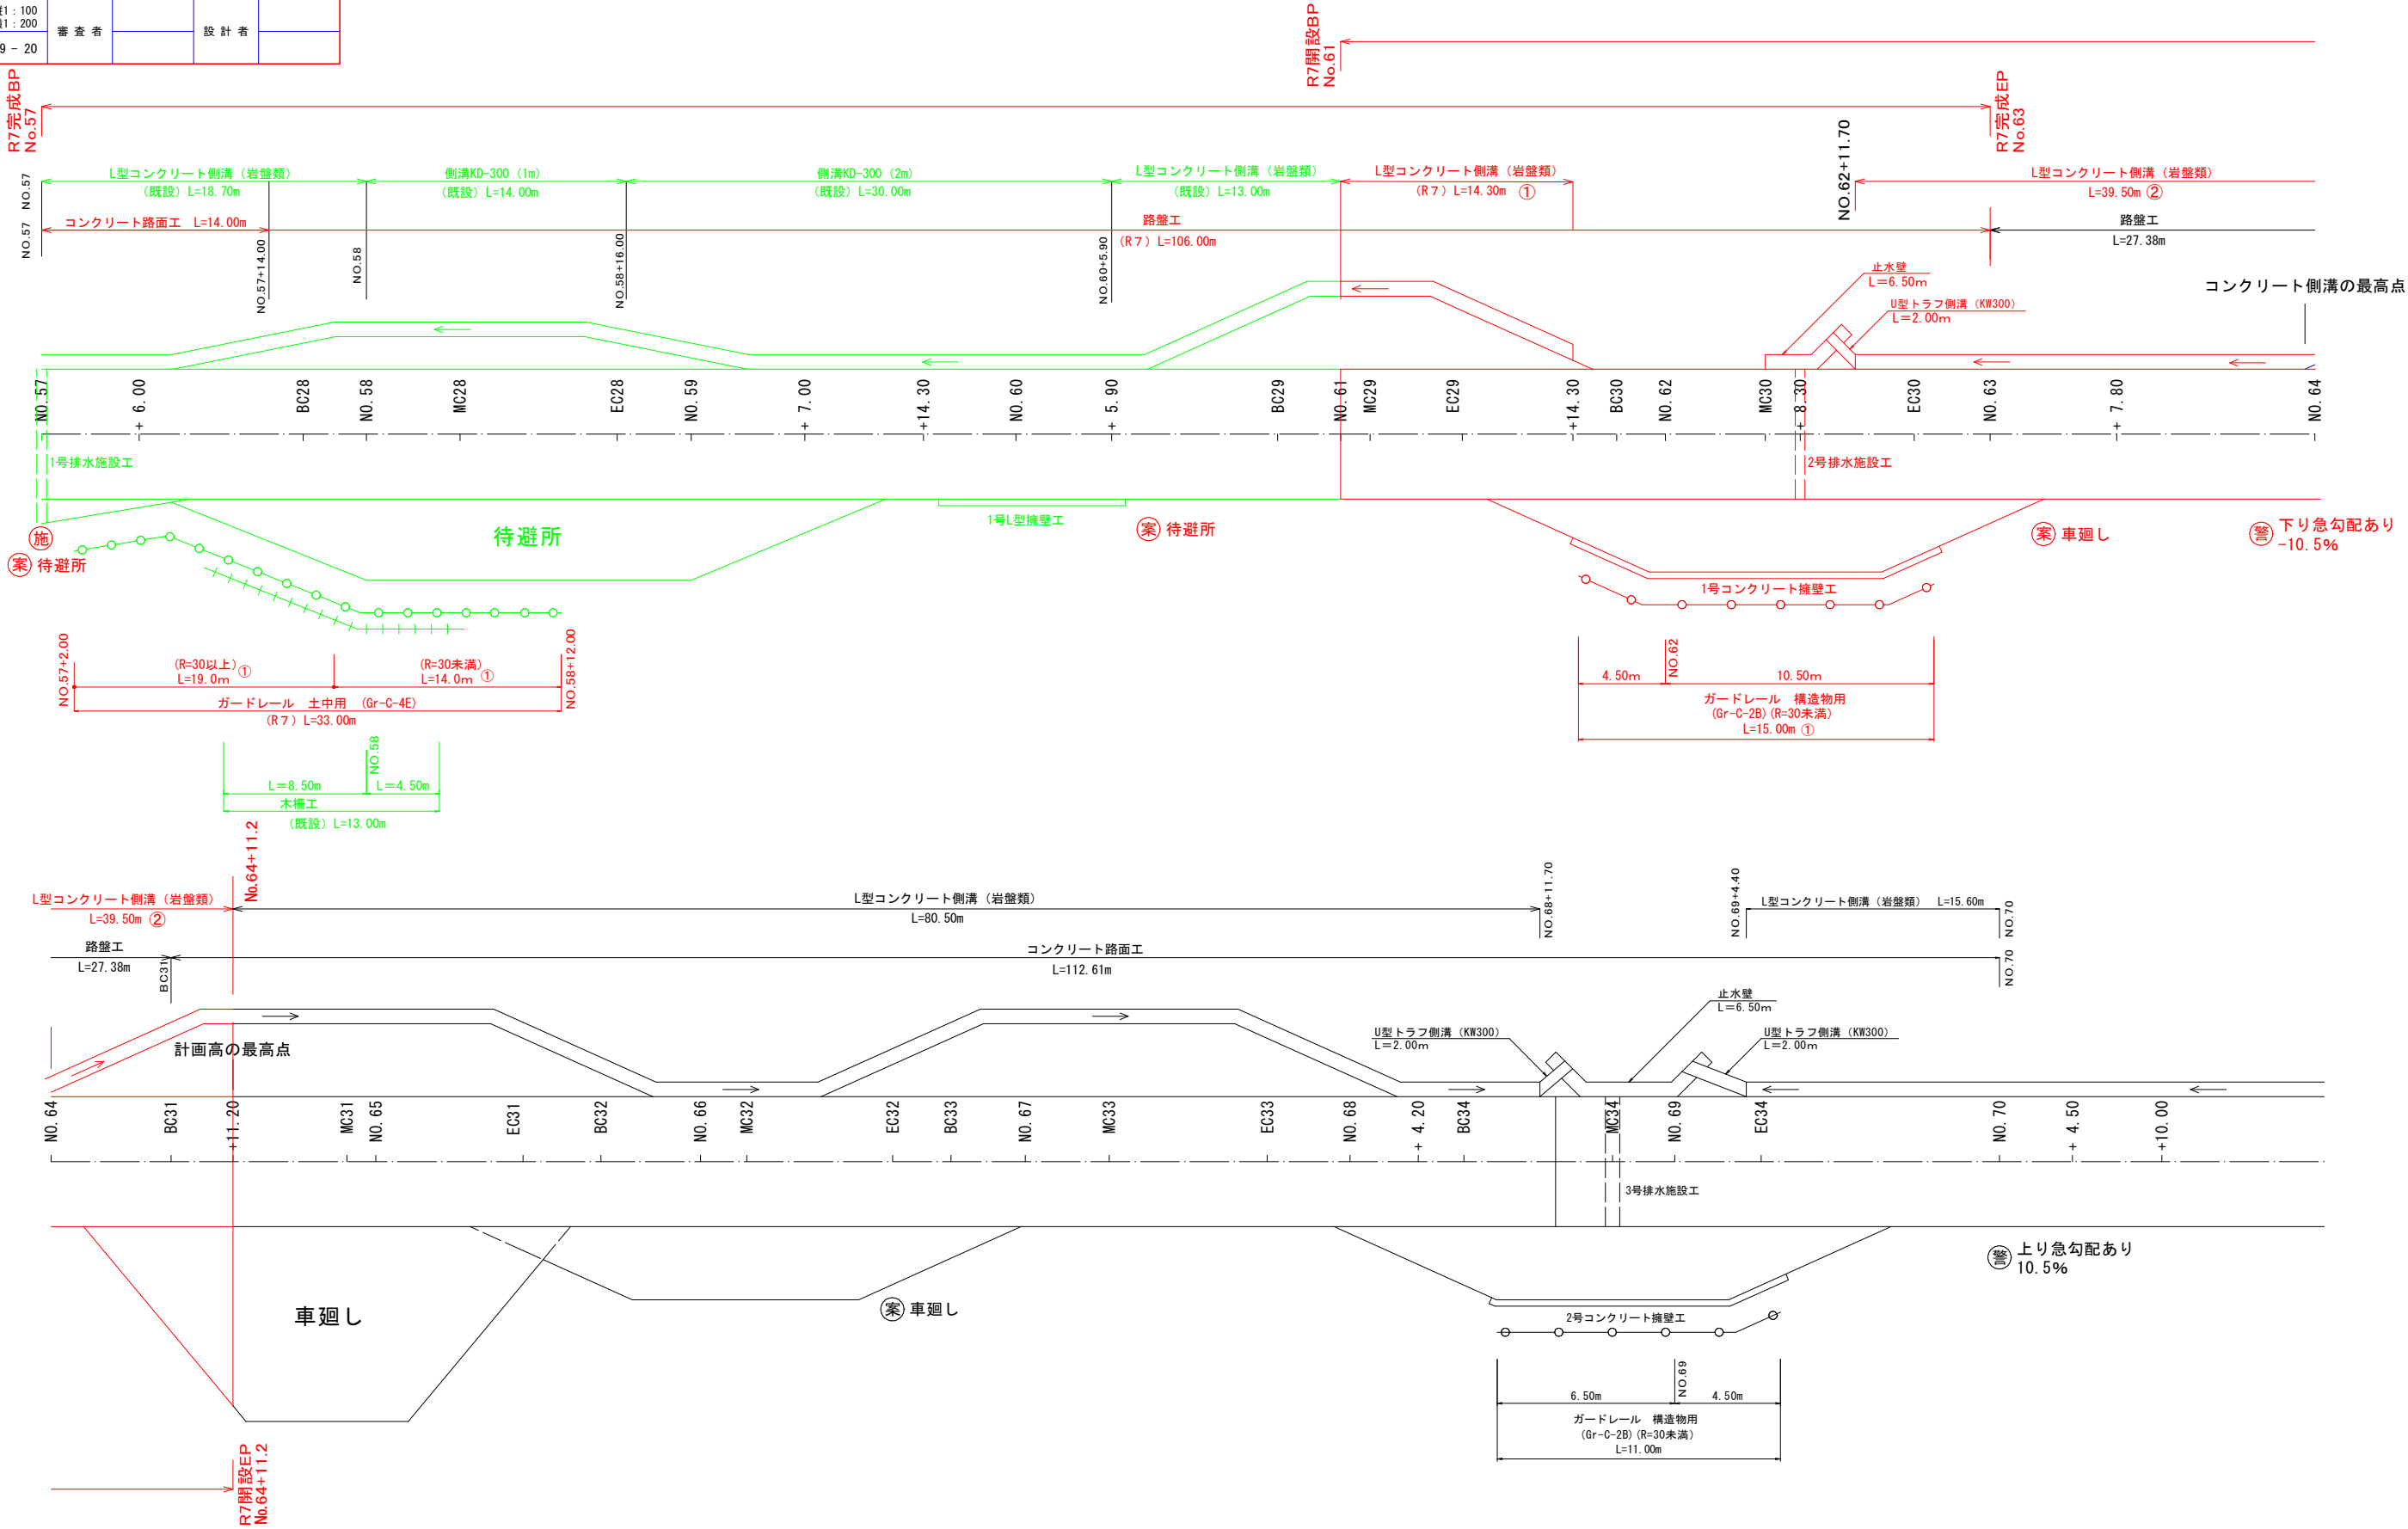 縦1：100
横1：200
9 − 20
審 査 者
設 計 者
R7完成BP
No.57
R7開設BP
No.61
R7完成EP
No.63
NO.57
L型コンクリート側溝（岩盤類）
（既設）L=18.70m
側溝KD-300（1m）
（既設）L=14.00m
側溝KD-300（2m）
（既設）L=30.00m
L型コンクリート側溝（岩盤類）
（既設）L=13.00m
L型コンクリート側溝（岩盤類）
（R７）L=14.30m ①
NO.62+11.70
L型コンクリート側溝（岩盤類）
L=39.50m ②
NO.57
コンクリート路面工　L=14.00m
NO.57+14.00
NO.58
NO.58+16.00
NO.60+5.90
路盤工
（R７）L=106.00m
路盤工
L=27.38m
止水壁
L＝6.50m
U型トラフ側溝（KW300）
L＝2.00m
コンクリート側溝の最高点
NO.57
+ 6.00
BC28
NO.58
MC28
EC28
NO.59
+ 7.00
+14.30
NO.60
+ 5.90
BC29
NO.61
MC29
EC29
+14.30
BC30
NO.62
MC30
+ 8.30
EC30
NO.63
+ 7.80
NO.64
1号排水施設工
2号排水施設工
施
案 待避所
待避所
1号L型擁壁工
案 待避所
案 車廻し
警 下り急勾配あり
-10.5%
1号コンクリート擁壁工
NO.57+2.00
(R=30以上)
L=19.0m ①
(R=30未満)
L=14.0m ①
NO.58+12.00
ガードレール　土中用　(Gr-C-4E)
（R７）L=33.00m
4.50m
NO.62
10.50m
ガードレール　構造物用
(Gr-C-2B)(R=30未満)
L=15.00m ①
NO.58
L＝8.50m
L＝4.50m
木柵工
（既設）L=13.00m
No.64+11.2
L型コンクリート側溝（岩盤類）
L=39.50m ②
L型コンクリート側溝（岩盤類）
L=80.50m
NO.68+11.70
NO.69+4.40
L型コンクリート側溝（岩盤類）　L=15.60m
NO.70
路盤工
L=27.38m
BC31
コンクリート路面工
L=112.61m
NO.70
計画高の最高点
U型トラフ側溝（KW300）
L＝2.00m
止水壁
L＝6.50m
U型トラフ側溝（KW300）
L＝2.00m
NO.64
BC31
+11.20
MC31
NO.65
EC31
BC32
NO.66
MC32
EC32
BC33
NO.67
MC33
EC33
NO.68
+ 4.20
BC34
MC34
NO.69
EC34
NO.70
+ 4.50
+10.00
3号排水施設工
車廻し
案 車廻し
警 上り急勾配あり
10.5%
2号コンクリート擁壁工
6.50m
NO.69
4.50m
ガードレール　構造物用
(Gr-C-2B)(R=30未満)
L=11.00m
R7開設EP
No.64+11.2